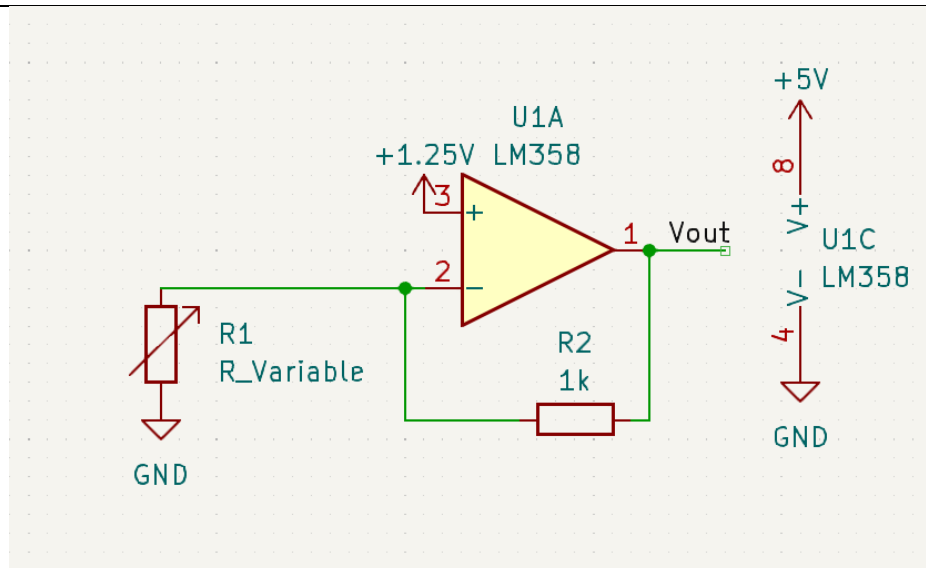 +5V
U1A
+1.25V LM358
8
3
+
V+
1
Vout
U1C
2
-
V-
LM358
R1
R_Variable
4
R2
1k
GND
GND